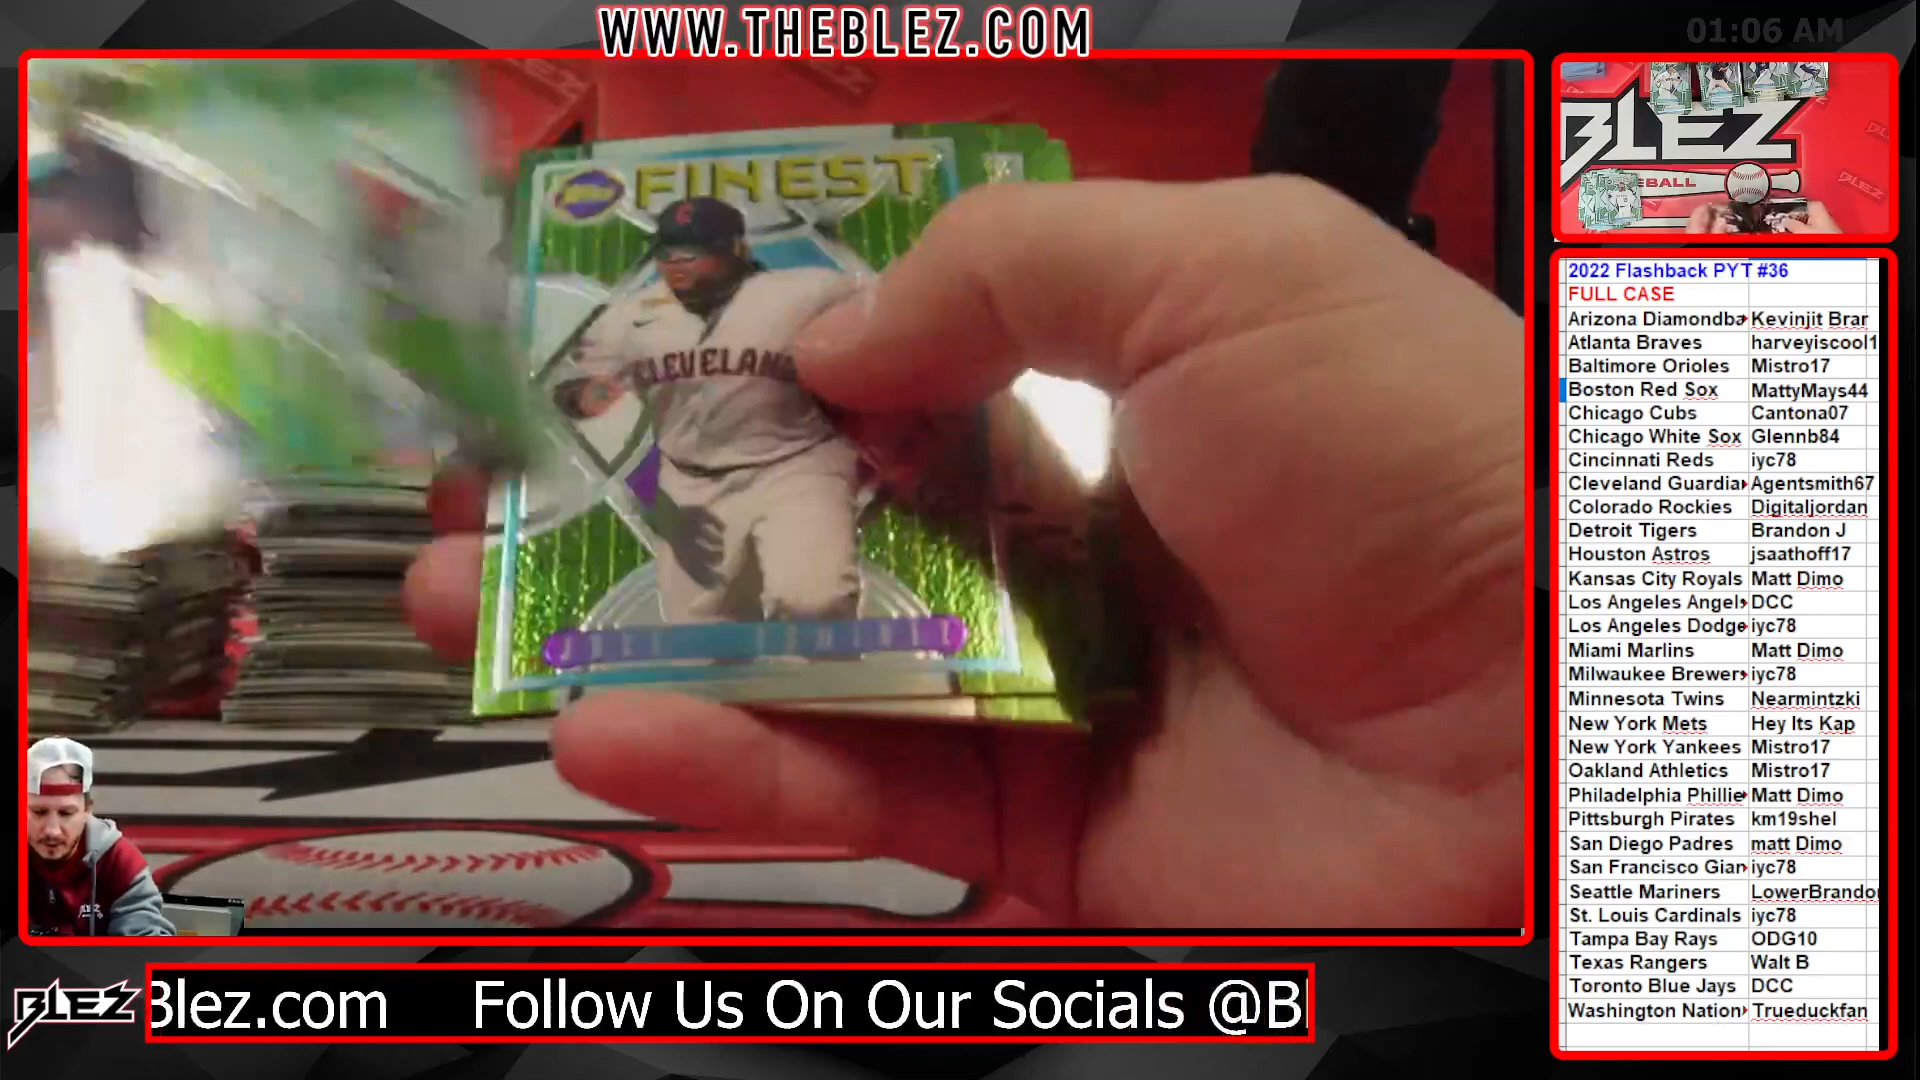 WWW.THEBLEZ.COM
01:06 AM
FINEST
CLEVELAND
BLEZ
BLEZ
2022 Flashback PYT #36
FULL CASE
Arizona Diamondba Kevinjit Brar
Atlanta Braves harveyiscool1
Baltimore Orioles Mistro17
Boston Red Sox MattyMays44
Chicago Cubs Cantona07
Chicago White Sox Glennb84
Cincinnati Reds iyc78
Cleveland Guardia Agentsmith67
Colorado Rockies Digitaljordan
Detroit Tigers Brandon J
Houston Astros jsaathoff17
Kansas City Royals Matt Dimo
Los Angeles Angels DCC
Los Angeles Dodge iyc78
Miami Marlins Matt Dimo
Milwaukee Brewers iyc78
Minnesota Twins Nearmintzki
New York Mets Hey Its Kap
New York Yankees Mistro17
Oakland Athletics Mistro17
Philadelphia Phillie Matt Dimo
Pittsburgh Pirates km19shel
San Diego Padres matt Dimo
San Francisco Gian iyc78
Seattle Mariners LowerBrandon
St. Louis Cardinals iyc78
Tampa Bay Rays ODG10
Texas Rangers Walt B
Toronto Blue Jays DCC
Washington Nation Trueduckfan
BLEZ
Blez.com Follow Us On Our Socials @Bl